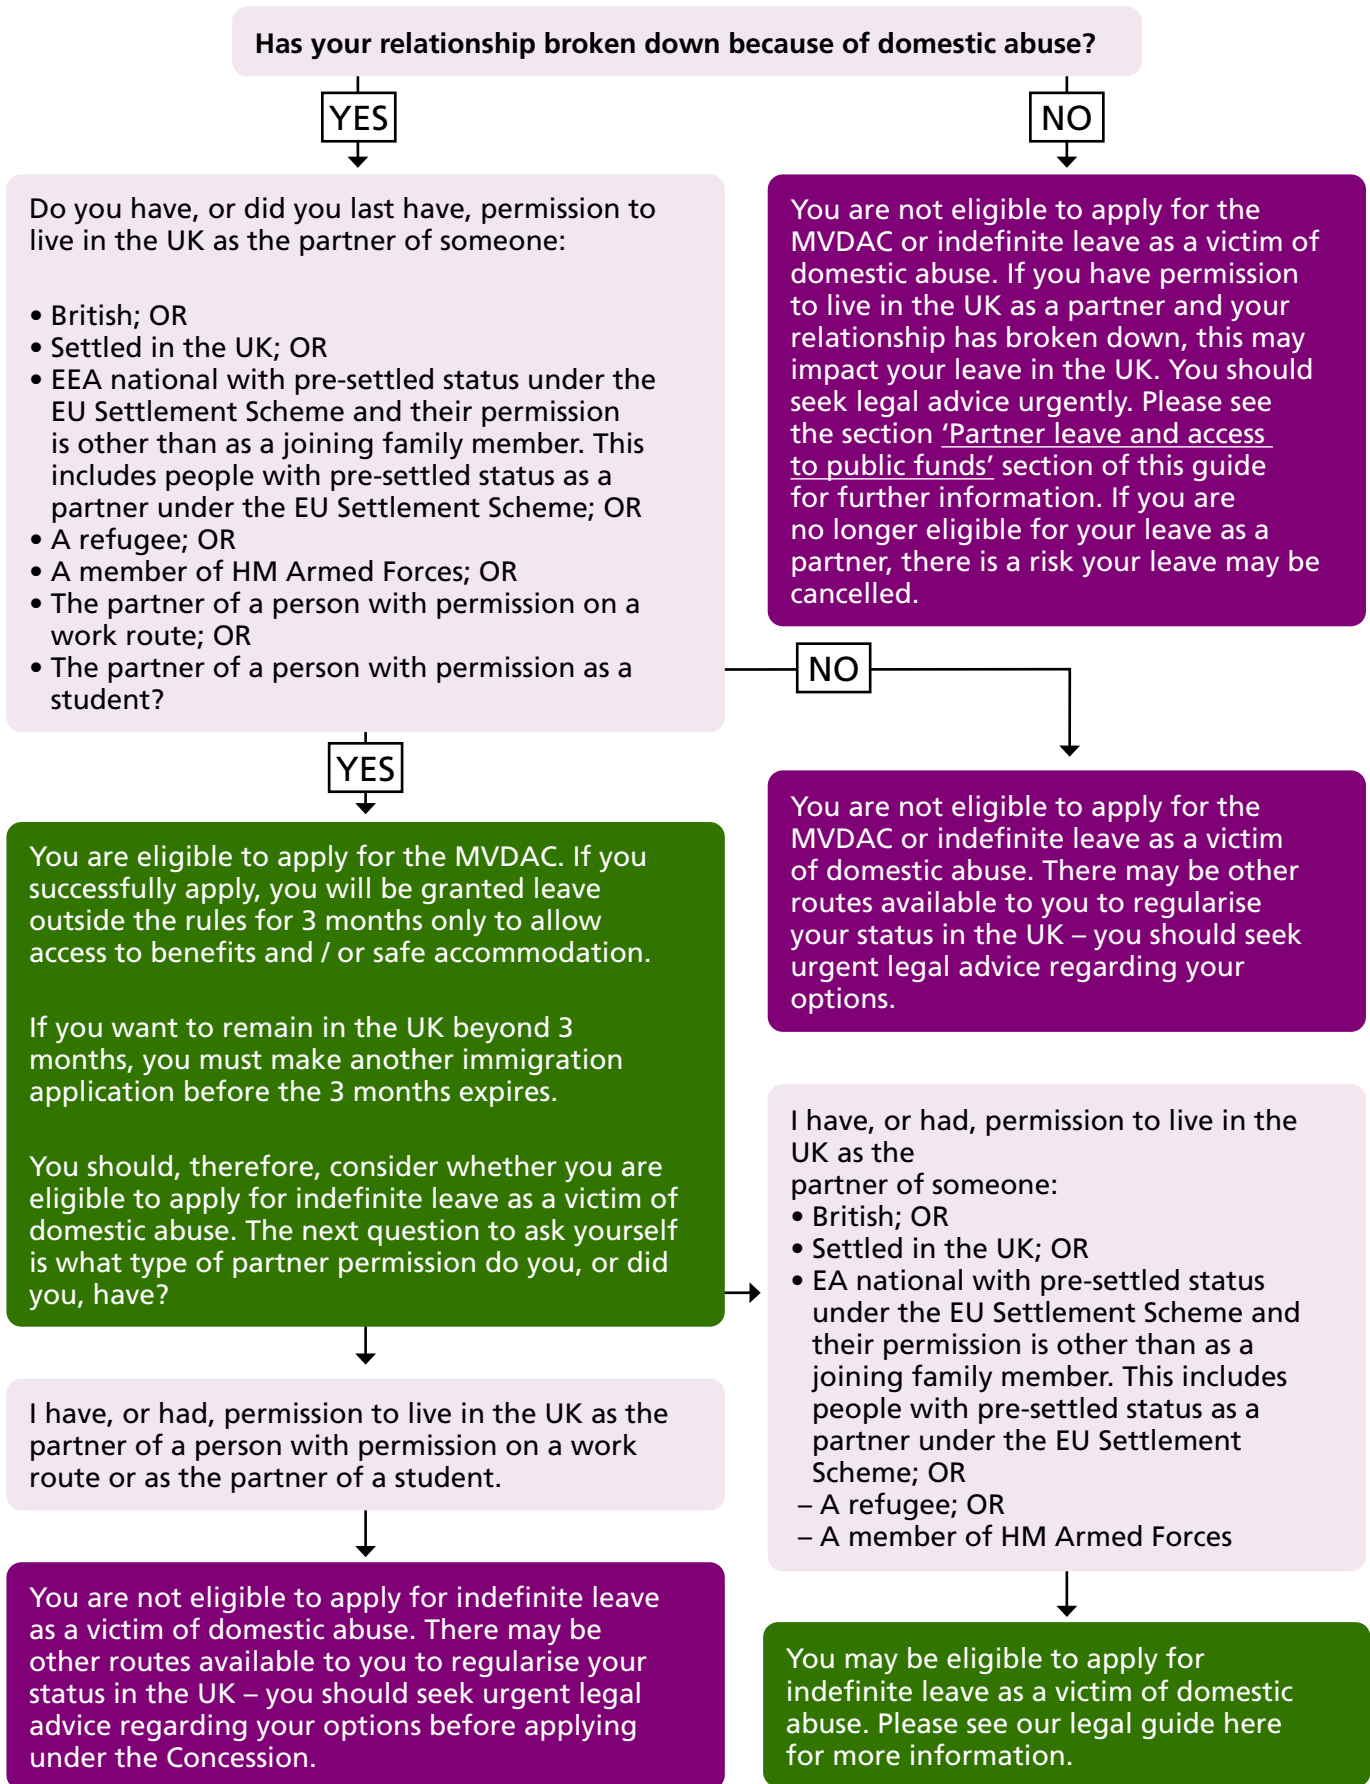 Has your relationship broken down because of domestic abuse?
YES
NO
Do you have, or did you last have, permission to
live in the UK as the partner of someone:
• British; OR
• Settled in the UK; OR
• EEA national with pre-settled status under the
EU Settlement Scheme and their permission
is other than as a joining family member. This
includes people with pre-settled status as a
partner under the EU Settlement Scheme; OR
• A refugee; OR
• A member of HM Armed Forces; OR
• The partner of a person with permission on a
work route; OR
• The partner of a person with permission as a
student?
You are not eligible to apply for the
MVDAC or indefinite leave as a victim of
domestic abuse. If you have permission
to live in the UK as a partner and your
relationship has broken down, this may
impact your leave in the UK. You should
seek legal advice urgently. Please see
the section ‘Partner leave and access
to public funds’ section of this guide
for further information. If you are
no longer eligible for your leave as a
partner, there is a risk your leave may be
cancelled.
NO
YES
You are not eligible to apply for the
MVDAC or indefinite leave as a victim
of domestic abuse. There may be other
routes available to you to regularise
your status in the UK – you should seek
urgent legal advice regarding your
options.
You are eligible to apply for the MVDAC. If you
successfully apply, you will be granted leave
outside the rules for 3 months only to allow
access to benefits and / or safe accommodation.
If you want to remain in the UK beyond 3
months, you must make another immigration
application before the 3 months expires.
You should, therefore, consider whether you are
eligible to apply for indefinite leave as a victim of
domestic abuse. The next question to ask yourself
is what type of partner permission do you, or did
you, have?
I have, or had, permission to live in the
UK as the
partner of someone:
• British; OR
• Settled in the UK; OR
• EA national with pre-settled status
under the EU Settlement Scheme and
their permission is other than as a
joining family member. This includes
people with pre-settled status as a
partner under the EU Settlement
Scheme; OR
– A refugee; OR
– A member of HM Armed Forces
I have, or had, permission to live in the UK as the
partner of a person with permission on a work
route or as the partner of a student.
You are not eligible to apply for indefinite leave
as a victim of domestic abuse. There may be
other routes available to you to regularise your
status in the UK – you should seek urgent legal
advice regarding your options before applying
under the Concession.
You may be eligible to apply for
indefinite leave as a victim of domestic
abuse. Please see our legal guide here
for more information.